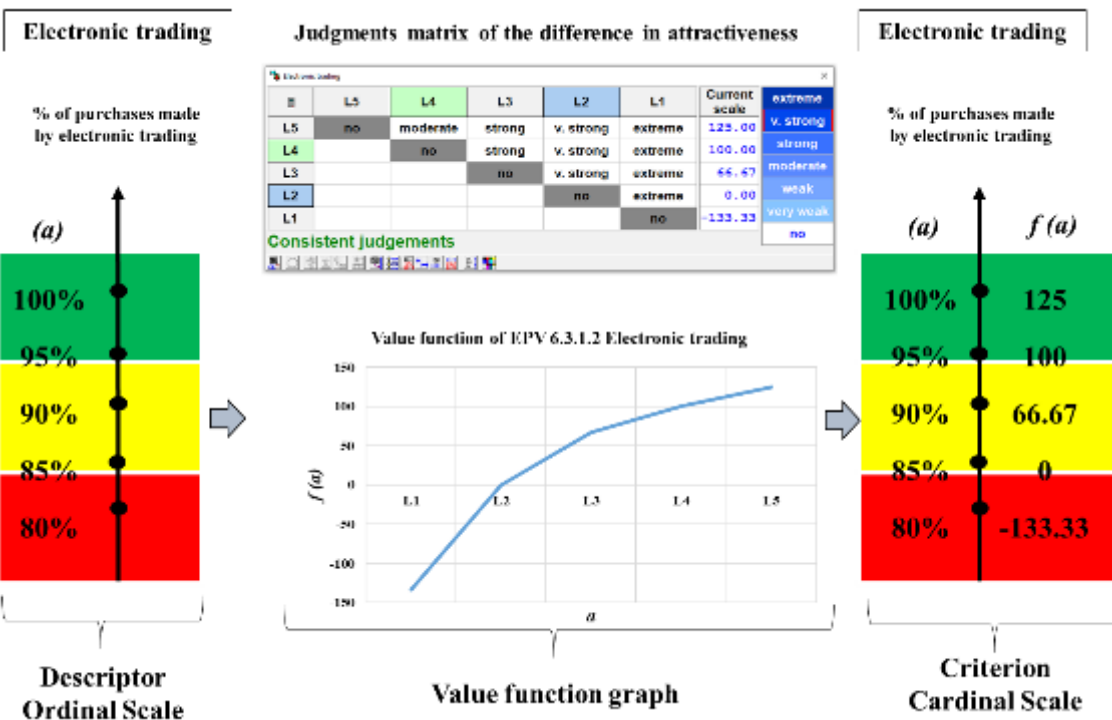 Electronic trading
Judgments matrix of the difference in attractiveness
Electronic trading
% of purchases made
by electronic trading
(a)
100%
95%
90%
85%
80%
Descriptor
Ordinal Scale
Electronic trading
L5 L4 L3 L2 L1 Current scale
L5 no moderate strong v. strong extreme 125.00
L4 no strong v. strong extreme 100.00
L3 no v. strong extreme 66.67
L2 no extreme 0.00
L1 no -133.33
extreme
v. strong
strong
moderate
weak
very weak
no
Consistent judgements
Value function of EPV 6.3.1.2 Electronic trading
150
100
50
0
-50
-100
150
f (a)
L1 L2 L3 L4 L5
a
Value function graph
% of purchases made
by electronic trading
(a) f (a)
100% 125
95% 100
90% 66.67
85% 0
80% -133.33
Criterion
Cardinal Scale